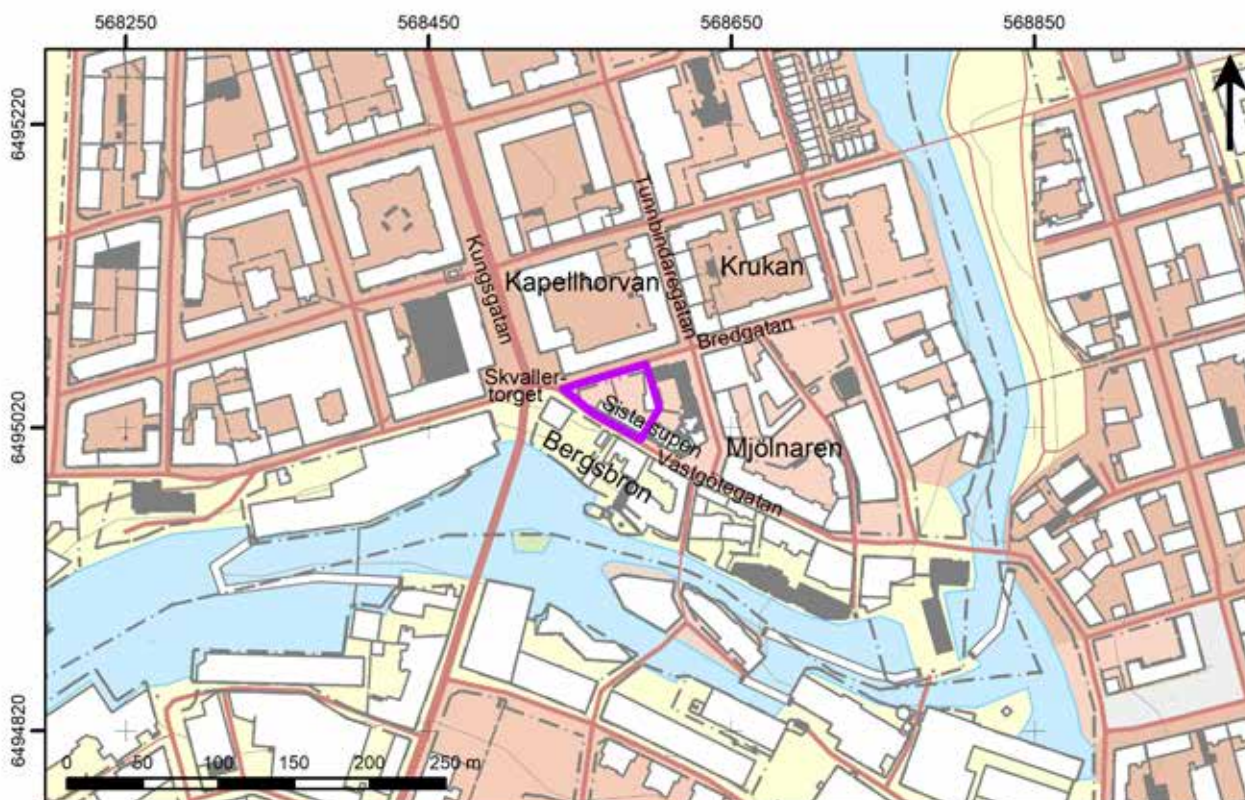 568250 568450 568650 568850
6495220
6495020
6494820
Tunnbindaregatan
Kungsgatan
Kapellhorvan
Krukan
Bredgatan
Skvaller-
torget
Sista supen
Bergsbron
Mjölnaren
Västgötegatan
0 50 100 150 200 250 m